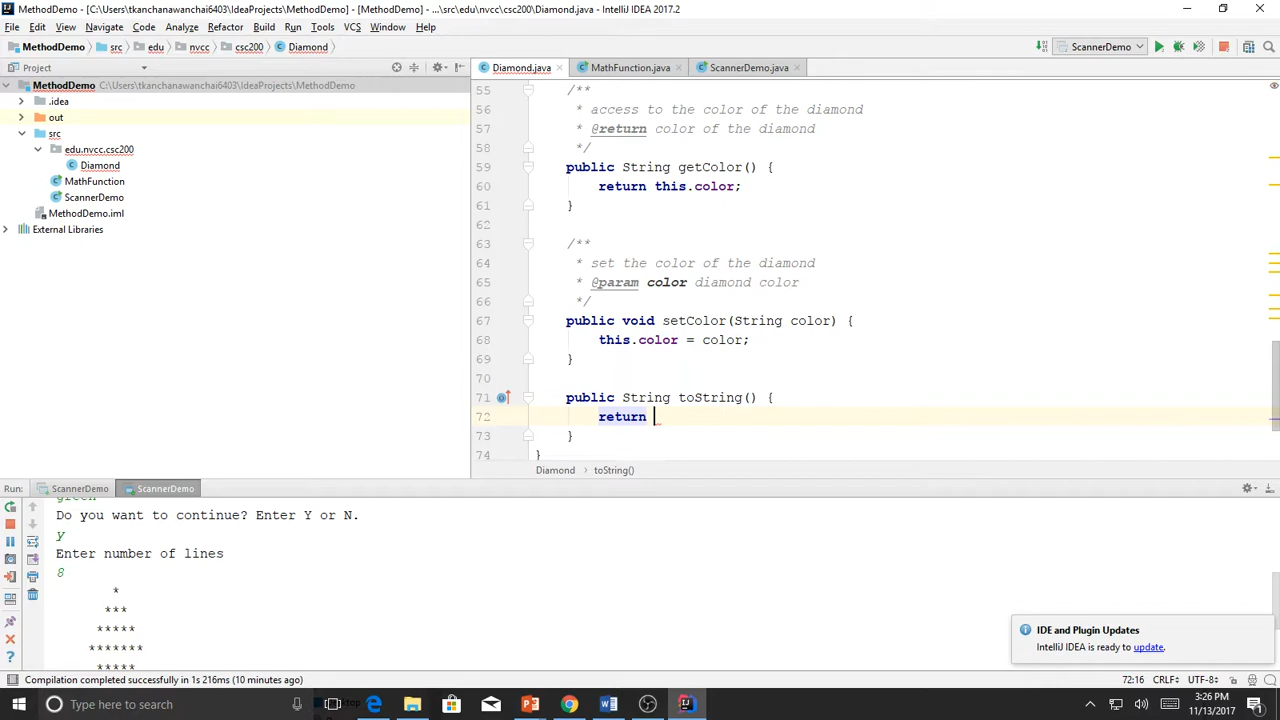 MethodDemo - [C:\Users\tkanchanawanchai6403\IdeaProjects\MethodDemo] - [MethodDemo] - ...\src\edu\nvcc\csc200\Diamond.java - IntelliJ IDEA 2017.2
File Edit View Navigate Code Analyze Refactor Build Run Tools VCS Window Help
MethodDemo src edu nvcc csc200 Diamond ScannerDemo
Project Diamond.java MathFunction.java ScannerDemo.java
MethodDemo C:\Users\tkanchanawanchai6403\IdeaProjects\MethodDemo
.idea
out
src
edu.nvcc.csc200
Diamond
MathFunction
ScannerDemo
MethodDemo.iml
External Libraries
55 /**
56 * access to the color of the diamond
57 * @return color of the diamond
58 */
59 public String getColor() {
60 return this.color;
61 }
62
63 /**
64 * set the color of the diamond
65 * @param color diamond color
66 */
67 public void setColor(String color) {
68 this.color = color;
69 }
70
71 public String toString() {
72 return
73 }
74 }
Diamond toString()
Run: ScannerDemo ScannerDemo
green
Do you want to continue? Enter Y or N.
y
Enter number of lines
8
*
***
*****
*******
*****
IDE and Plugin Updates
IntelliJ IDEA is ready to update.
Compilation completed successfully in 1s 216ms (10 minutes ago) 72:16 CRLF UTF-8
Type here to search
3:26 PM
11/13/2017